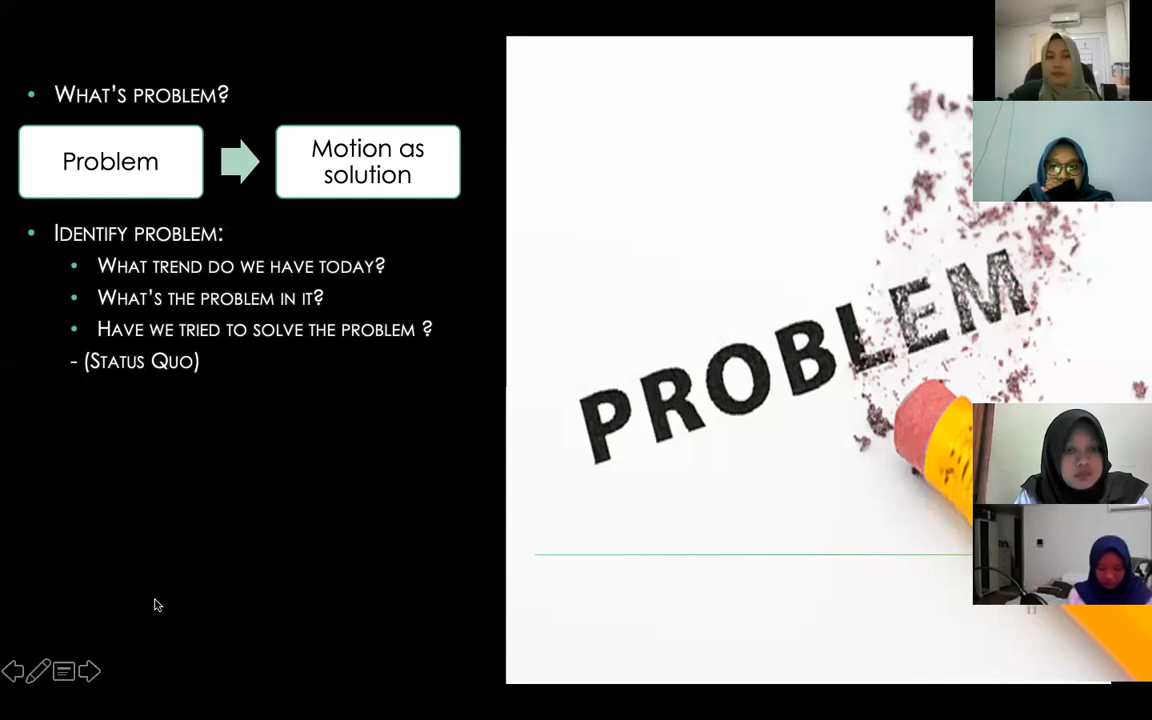 What's problem?
Problem
Motion as
solution
Identify problem:
What trend do we have today?
What's the problem in it?
Have we tried to solve the problem ?
- (Status Quo)
PROBLEM